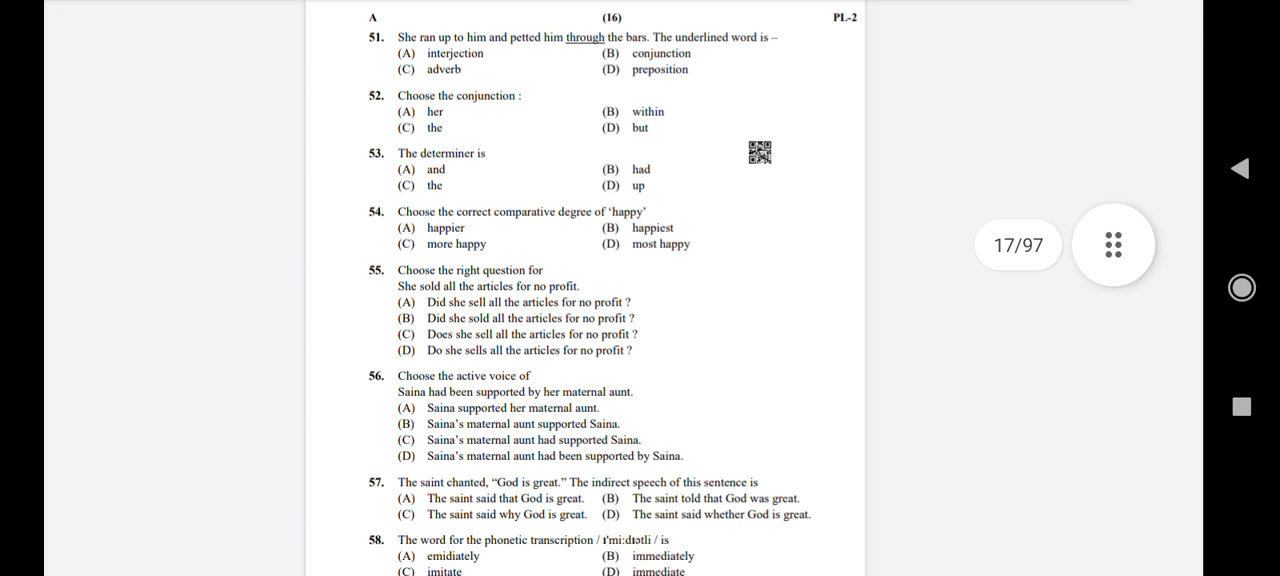 A (16) PL-2
51. She ran up to him and petted him through the bars. The underlined word is –
(A) interjection (B) conjunction
(C) adverb (D) preposition
52. Choose the conjunction :
(A) her (B) within
(C) the (D) but
53. The determiner is
(A) and (B) had
(C) the (D) up
54. Choose the correct comparative degree of ‘happy’
(A) happier (B) happiest
(C) more happy (D) most happy
55. Choose the right question for
She sold all the articles for no profit.
(A) Did she sell all the articles for no profit ?
(B) Did she sold all the articles for no profit ?
(C) Does she sell all the articles for no profit ?
(D) Do she sells all the articles for no profit ?
56. Choose the active voice of
Saina had been supported by her maternal aunt.
(A) Saina supported her maternal aunt.
(B) Saina’s maternal aunt supported Saina.
(C) Saina’s maternal aunt had supported Saina.
(D) Saina’s maternal aunt had been supported by Saina.
57. The saint chanted, “God is great.” The indirect speech of this sentence is
(A) The saint said that God is great. (B) The saint told that God was great.
(C) The saint said why God is great. (D) The saint said whether God is great.
58. The word for the phonetic transcription / ɪ'mi:dɪətli / is
(A) emidiately (B) immediately
(C) imitate (D) immediate
17/97